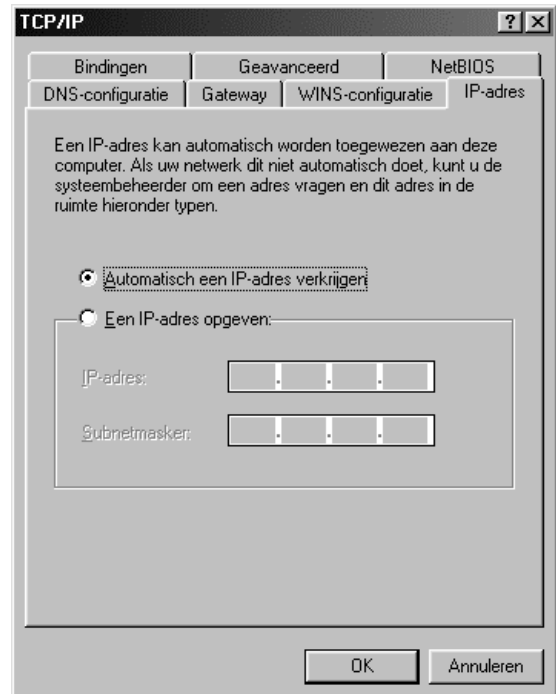 TCP/IP
Bindingen Geavanceerd NetBIOS
DNS-configuratie Gateway WINS-configuratie IP-adres
Een IP-adres kan automatisch worden toegewezen aan deze
computer. Als uw netwerk dit niet automatisch doet, kunt u de
systeembeheerder om een adres vragen en dit adres in de
ruimte hieronder typen.
Automatisch een IP-adres verkrijgen
Een IP-adres opgeven:
IP-adres:
Subnetmasker:
OK Annuleren